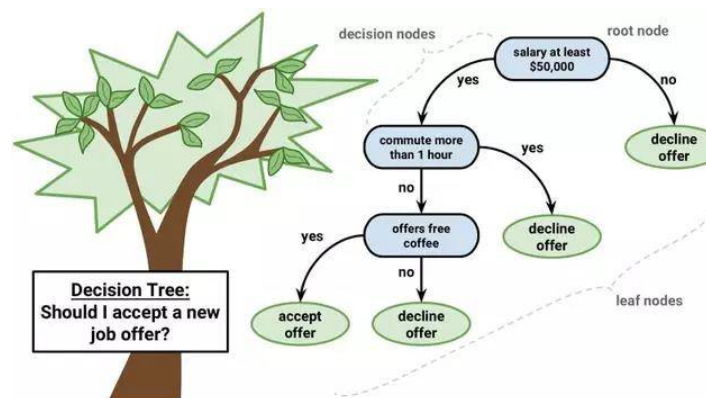 decision nodes
root node
salary at least
$50,000
yes
no
commute more
than 1 hour
decline
offer
yes
no
offers free
coffee
decline
offer
yes
no
Decision Tree:
Should I accept a new
job offer?
accept
offer
decline
offer
leaf nodes